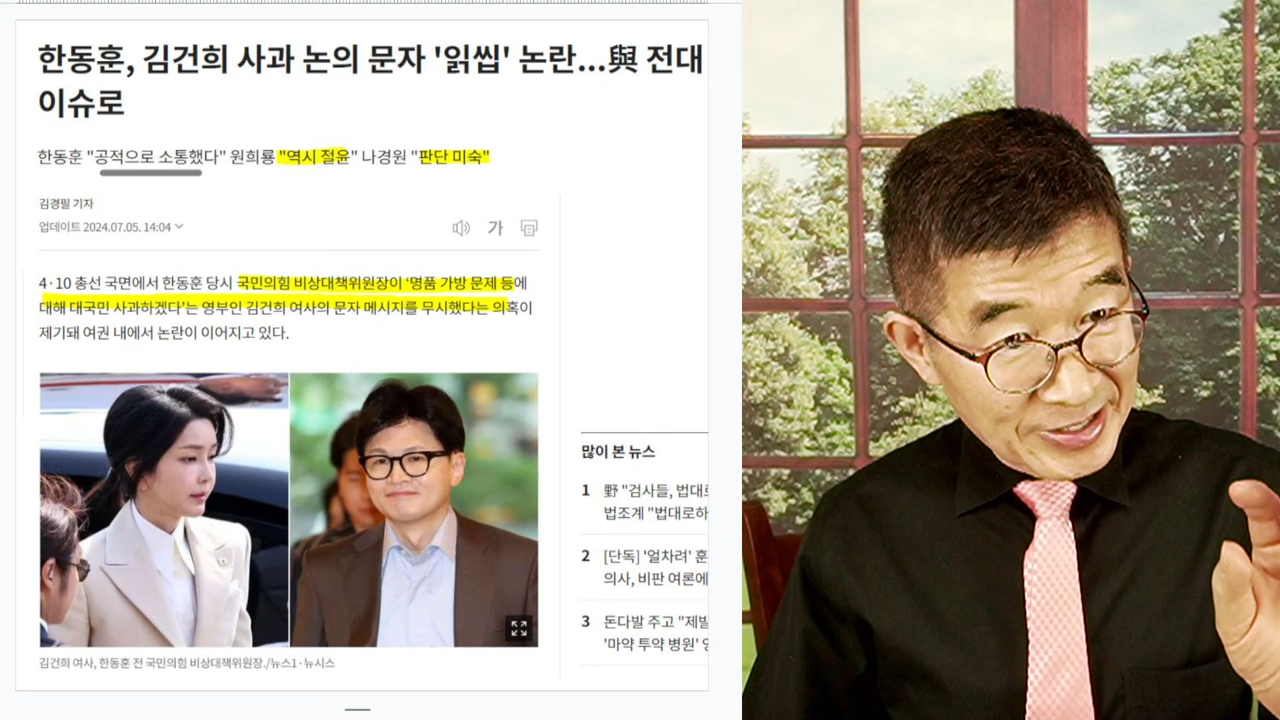 한동훈, 김건희 사과 논의 문자 '읽씹' 논란...與 전대
이슈로
한동훈 "공적으로 소통했다" 원희룡 "역시 절윤" 나경원 "판단 미숙"
김경필 기자
업데이트 2024.07.05. 14:04
가
4·10 총선 국면에서 한동훈 당시 국민의힘 비상대책위원장이 '명품 가방 문제 등에
대해 대국민 사과하겠다'는 영부인 김건희 여사의 문자 메시지를 무시했다는 의혹이
제기돼 여권 내에서 논란이 이어지고 있다.
김건희 여사, 한동훈 전 국민의힘 비상대책위원장./뉴스1·뉴시스
많이 본 뉴스
1 野 "검사들, 법대로
법조계 "법대로하
2 [단독] '얼차려' 훈
의사, 비판 여론에
3 돈다발 주고 "제발
'마약 투약 병원'